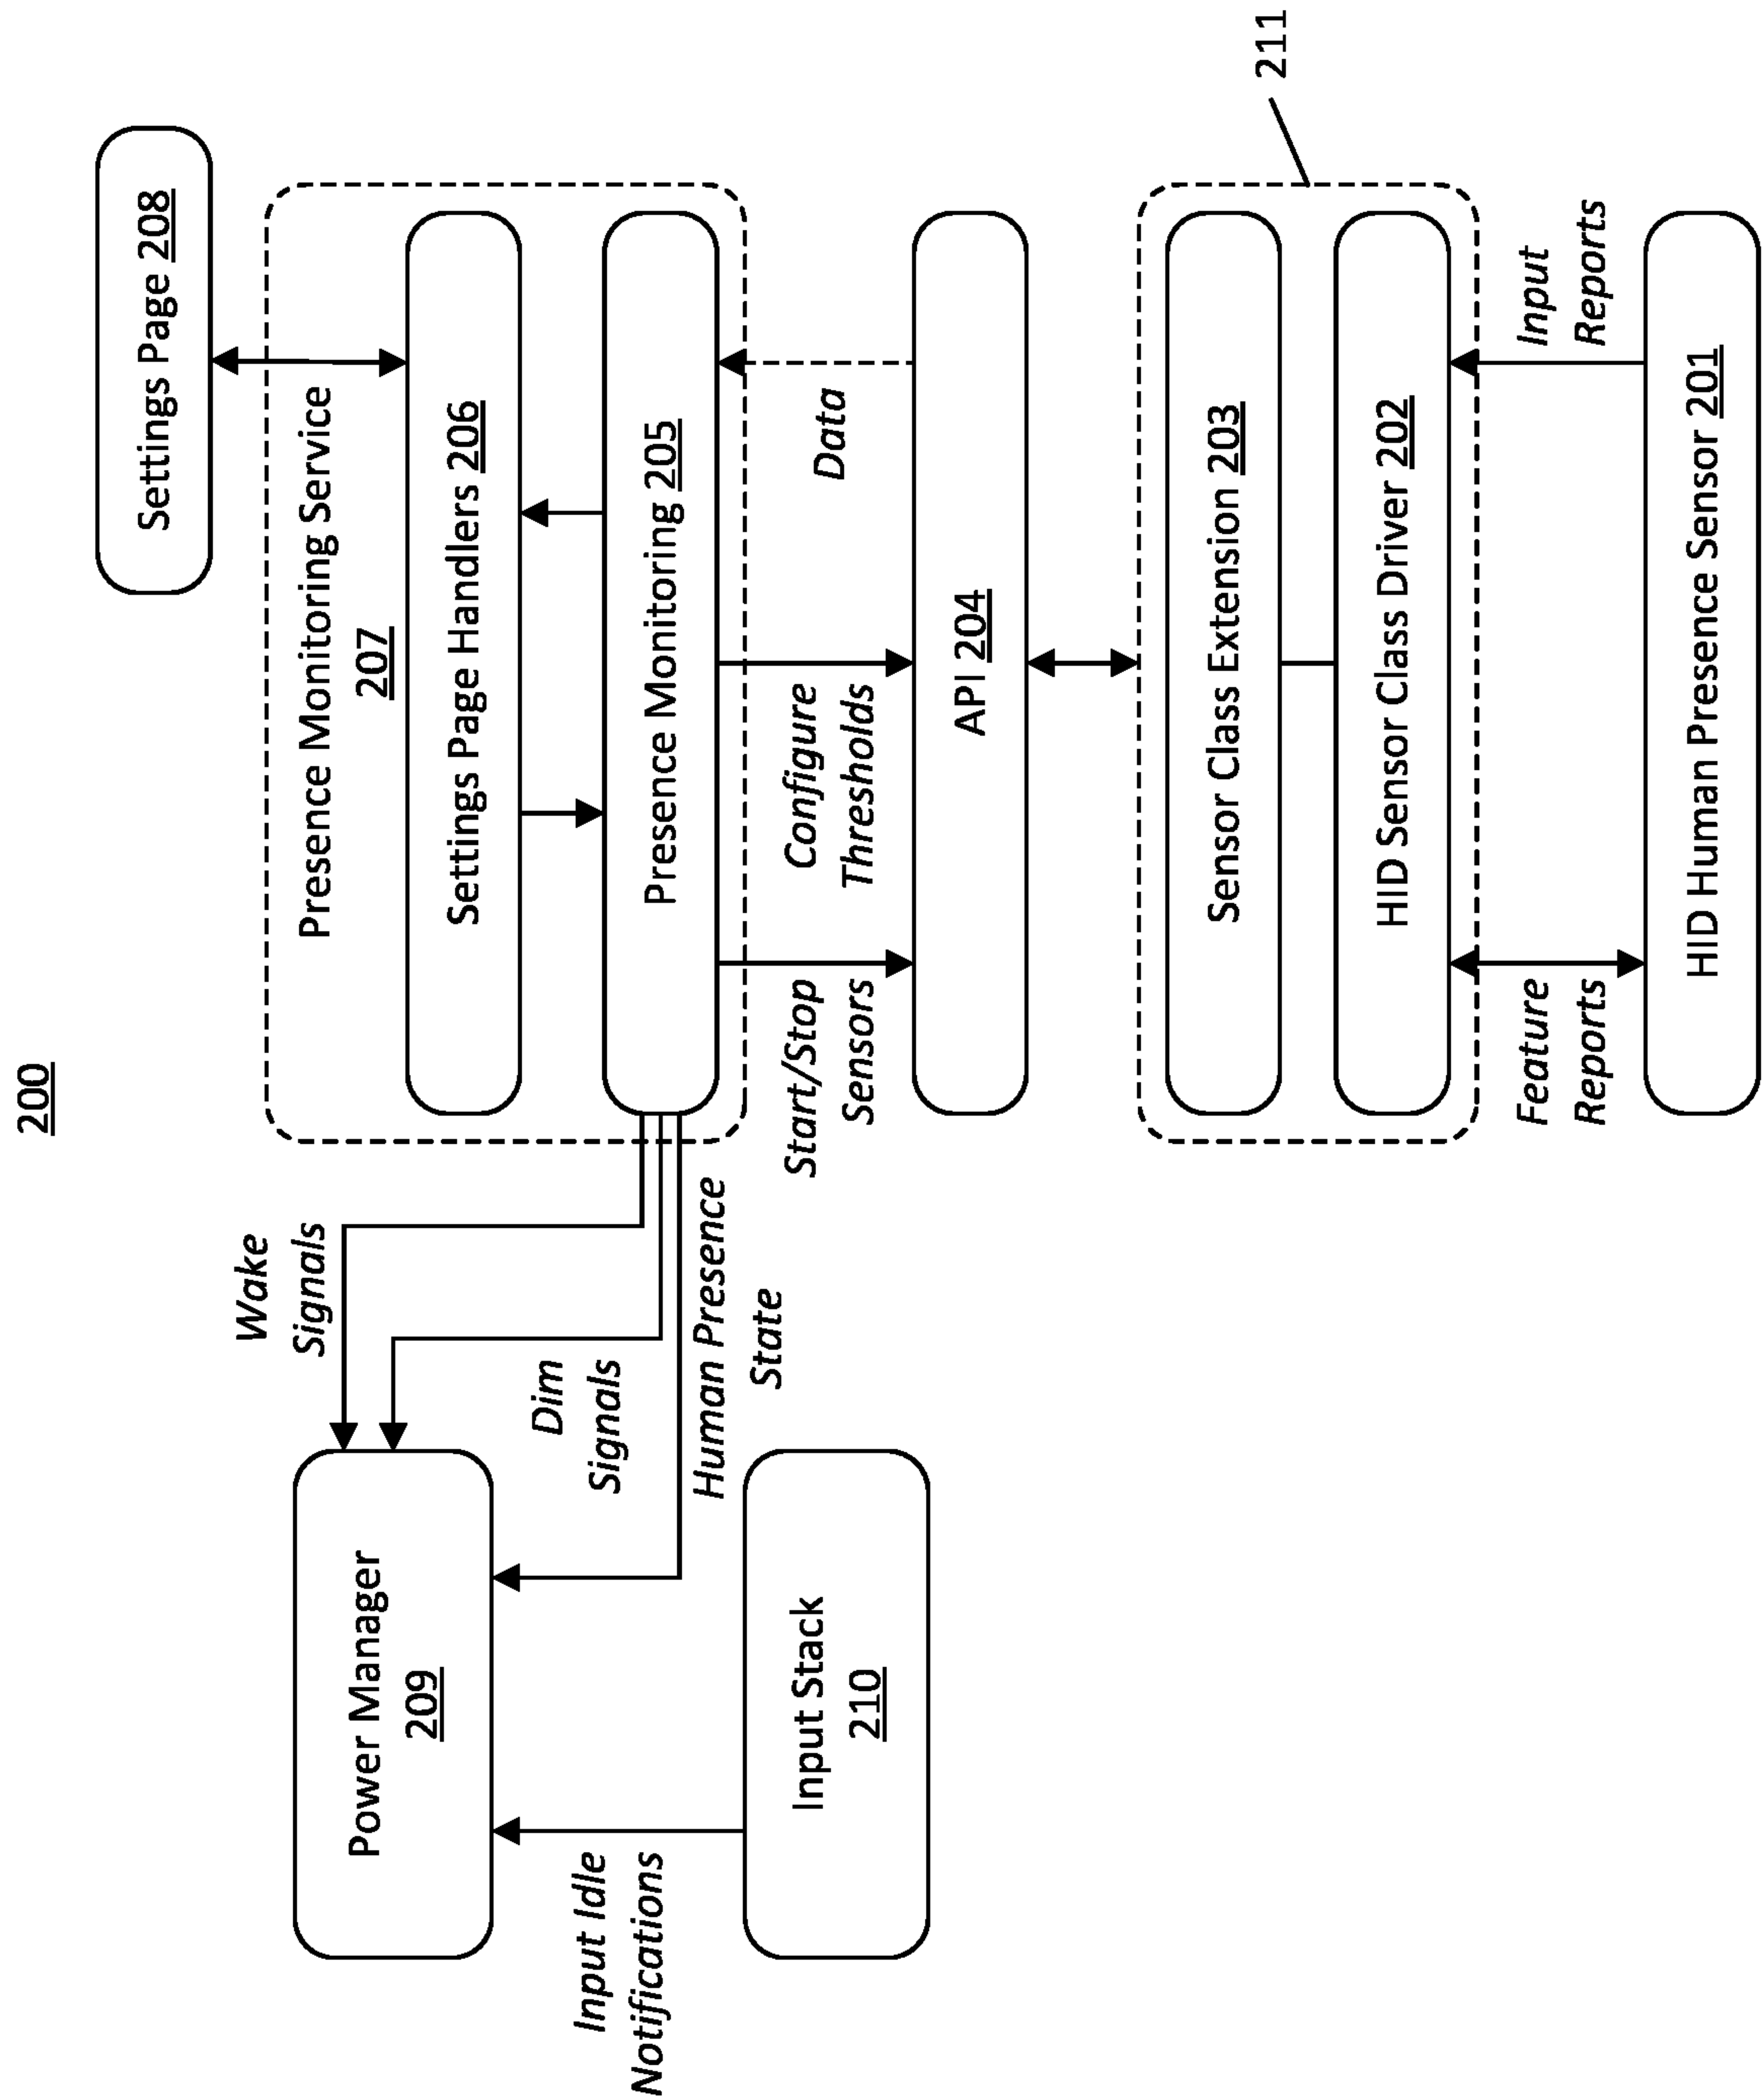 200
Settings Page 208
Presence Monitoring Service
207
Settings Page Handlers 206
Presence Monitoring 205
Wake
Signals
Dim
Signals
Human Presence
State
Power Manager
209
Input Idle
Notifications
Input Stack
210
Start/Stop
Sensors
Configure
Thresholds
Data
API 204
211
Sensor Class Extension 203
HID Sensor Class Driver 202
Feature
Reports
Input
Reports
HID Human Presence Sensor 201